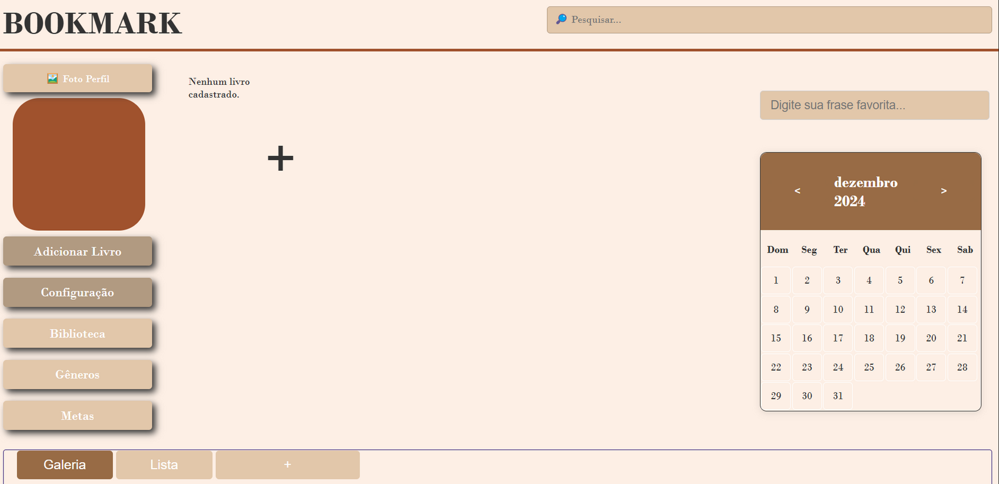 BOOKMARK
Pesquisar...
Foto Perfil
Adicionar Livro
Configuração
Biblioteca
Gêneros
Metas
Nenhum livro
cadastrado.
+
Digite sua frase favorita...
< dezembro 2024 >
Dom Seg Ter Qua Qui Sex Sab
1 2 3 4 5 6 7
8 9 10 11 12 13 14
15 16 17 18 19 20 21
22 23 24 25 26 27 28
29 30 31
Galeria Lista +